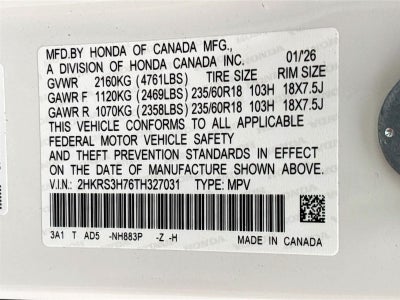 MFD.BY HONDA OF CANADA MFG.,
A DIVISION OF HONDA CANADA INC. 01/26
GVWR 2160KG (4761LBS) TIRE SIZE RIM SIZE
GAWR F 1120KG (2469LBS) 235/60R18 103H 18X7.5J
GAWR R 1070KG (2358LBS) 235/60R18 103H 18X7.5J
THIS VEHICLE CONFORMS TO ALL APPLICABLE
FEDERAL MOTOR VEHICLE SAFETY
AND THEFT PREVENTION STANDARDS IN EFFECT
ON THE DATE OF MANUFACTURE SHOWN ABOVE.
V.I.N: 2HKRS3H76TH327031 TYPE: MPV
3A1 T AD5 -NH883P -Z -H
MADE IN CANADA